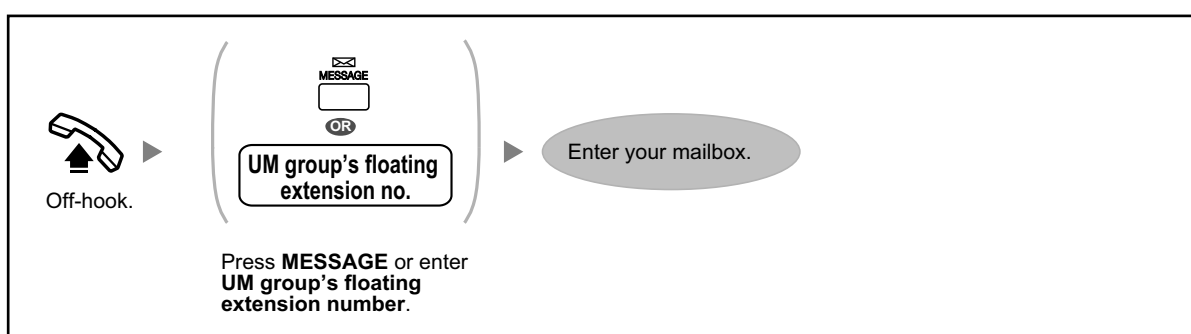 Off-hook.
MESSAGE
OR
UM group's floating
extension no.
Press MESSAGE or enter
UM group's floating
extension number.
Enter your mailbox.